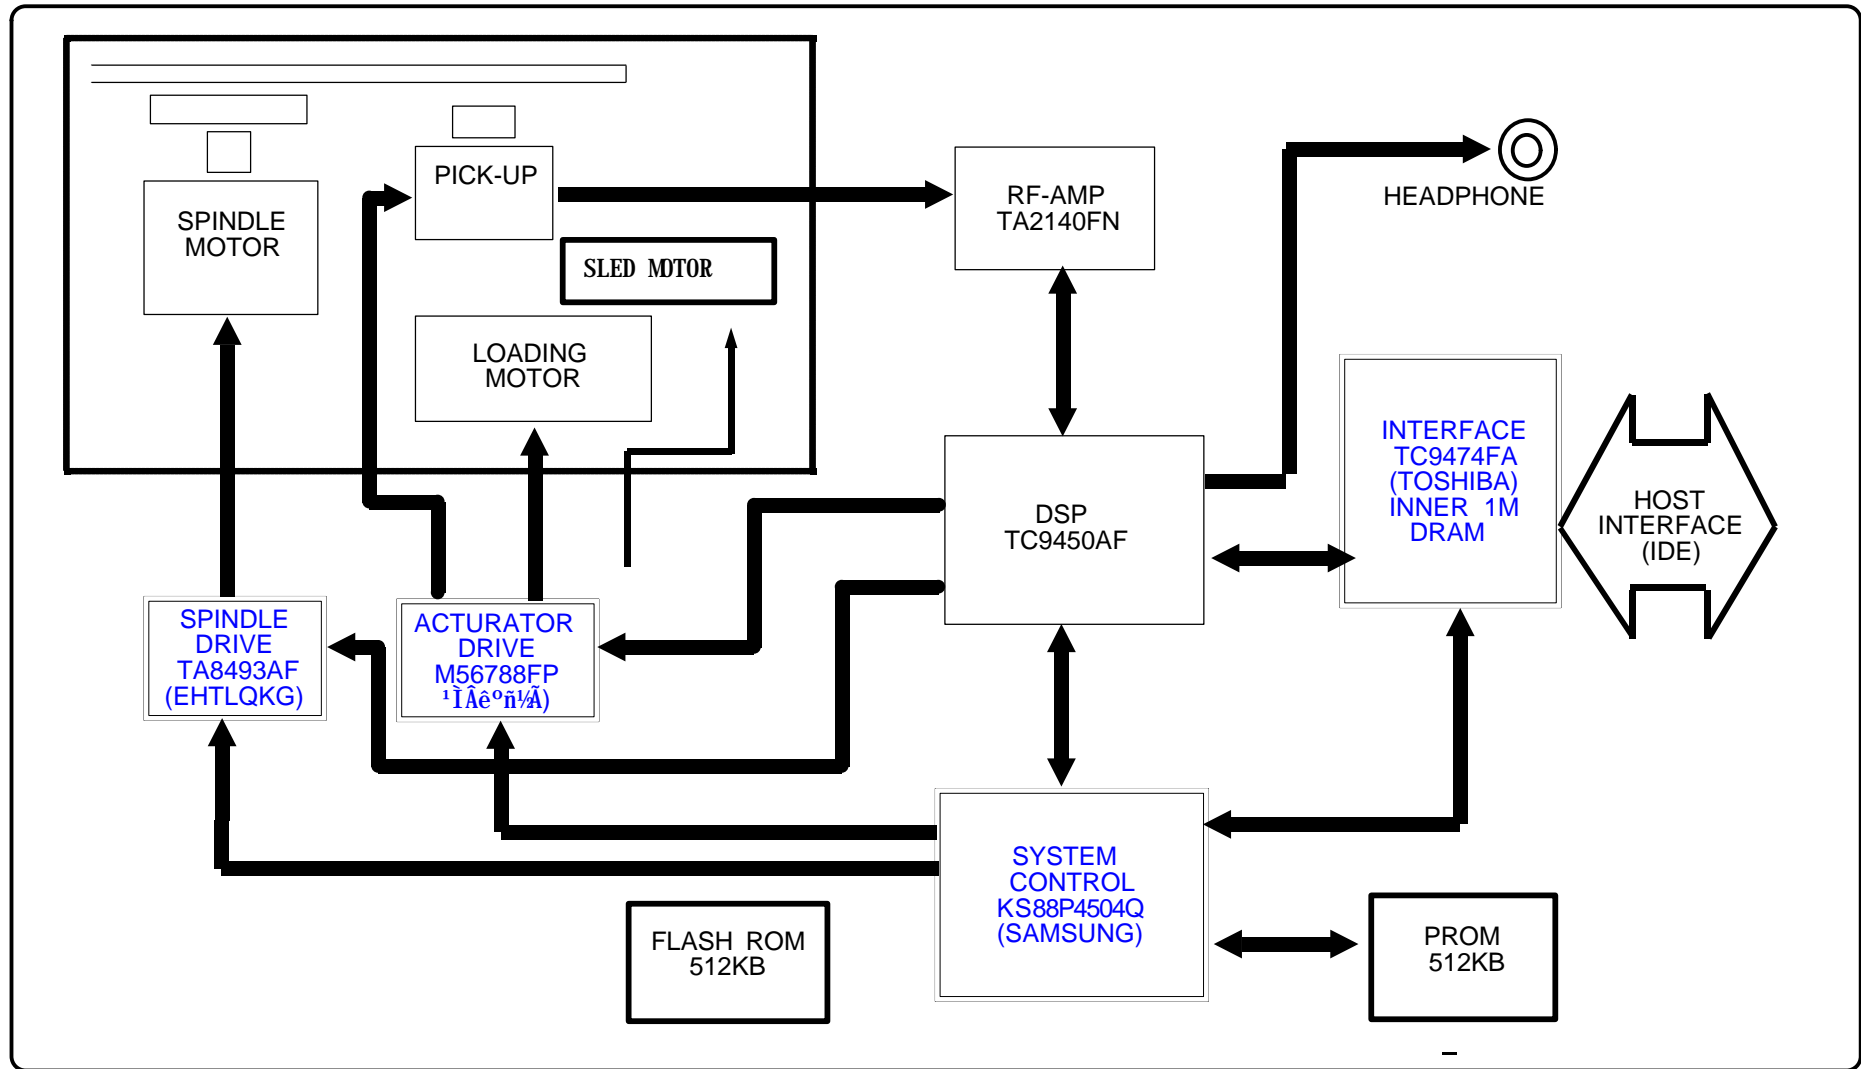 PICK-UP
SPINDLE
MOTOR
SLED MOTOR
LOADING
MOTOR
RF-AMP
TA2140FN
HEADPHONE
DSP
TC9450AF
INTERFACE
TC9474FA
(TOSHIBA)
INNER 1M
DRAM
HOST
INTERFACE
(IDE)
SPINDLE
DRIVE
TA8493AF
(EHTLQKG)
ACTURATOR
DRIVE
M56788FP
¹ÌÂêºñ½Ã)
SYSTEM
CONTROL
KS88P4504Q
(SAMSUNG)
FLASH ROM
512KB
PROM
512KB